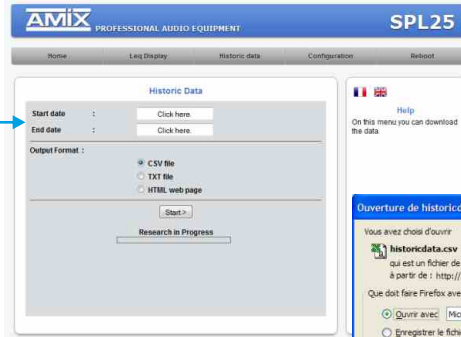 AMIX PROFESSIONAL AUDIO EQUIPMENT
SPL25
Home Leq Display Historic data Configuration Reboot
Historic Data
Start date : Click here
End date : Click here
Output Format :
CSV file
TXT file
HTML web page
Start >
Research in Progress
Help
On this menu you can download
the data
Ouverture de historicd
Vous avez choisi d'ouvrir
historicdata.csv
qui est un fichier de
à partir de : http://
Que doit faire Firefox ave
Ouvrir avec Mic
Enregistrer le fichi